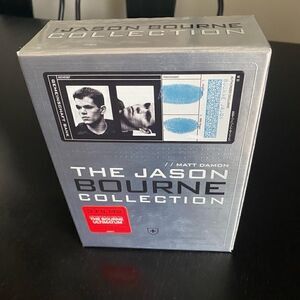 THE JASON BOURNE
COLLECTION
// MATT DAMON
THE JASON
BOURNE
COLLECTION
THE BOURNE
ULTIMATUM